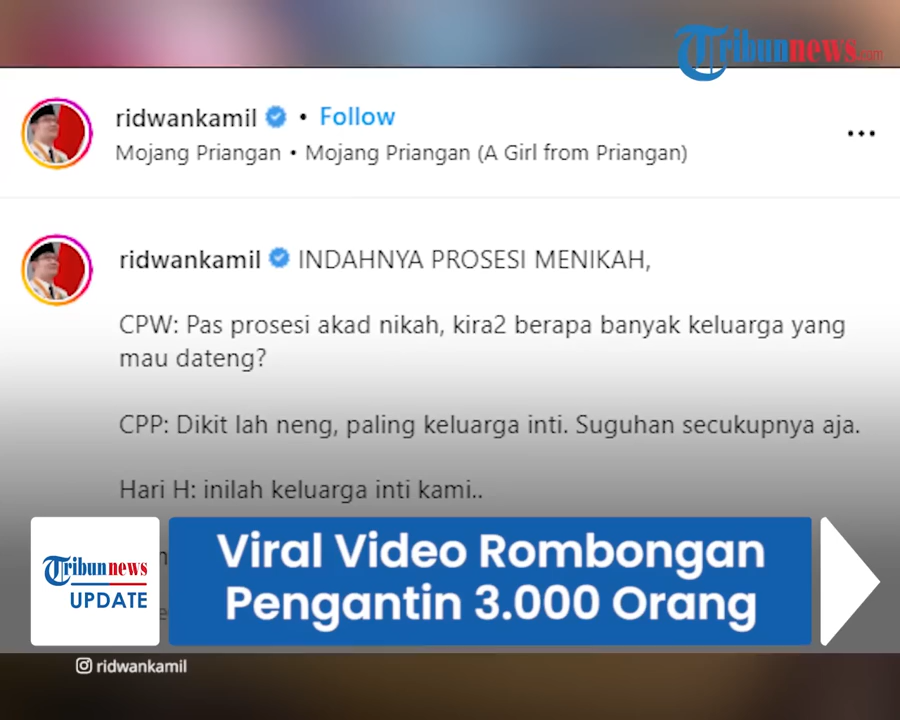 Tribunnews.com
ridwankamil • Follow
Mojang Priangan • Mojang Priangan (A Girl from Priangan)
ridwankamil INDAHNYA PROSESI MENIKAH,
CPW: Pas prosesi akad nikah, kira2 berapa banyak keluarga yang
mau dateng?
CPP: Dikit lah neng, paling keluarga inti. Suguhan secukupnya aja.
Hari H: inilah keluarga inti kami..
Tribunnews
UPDATE
Viral Video Rombongan
Pengantin 3.000 Orang
ridwankamil